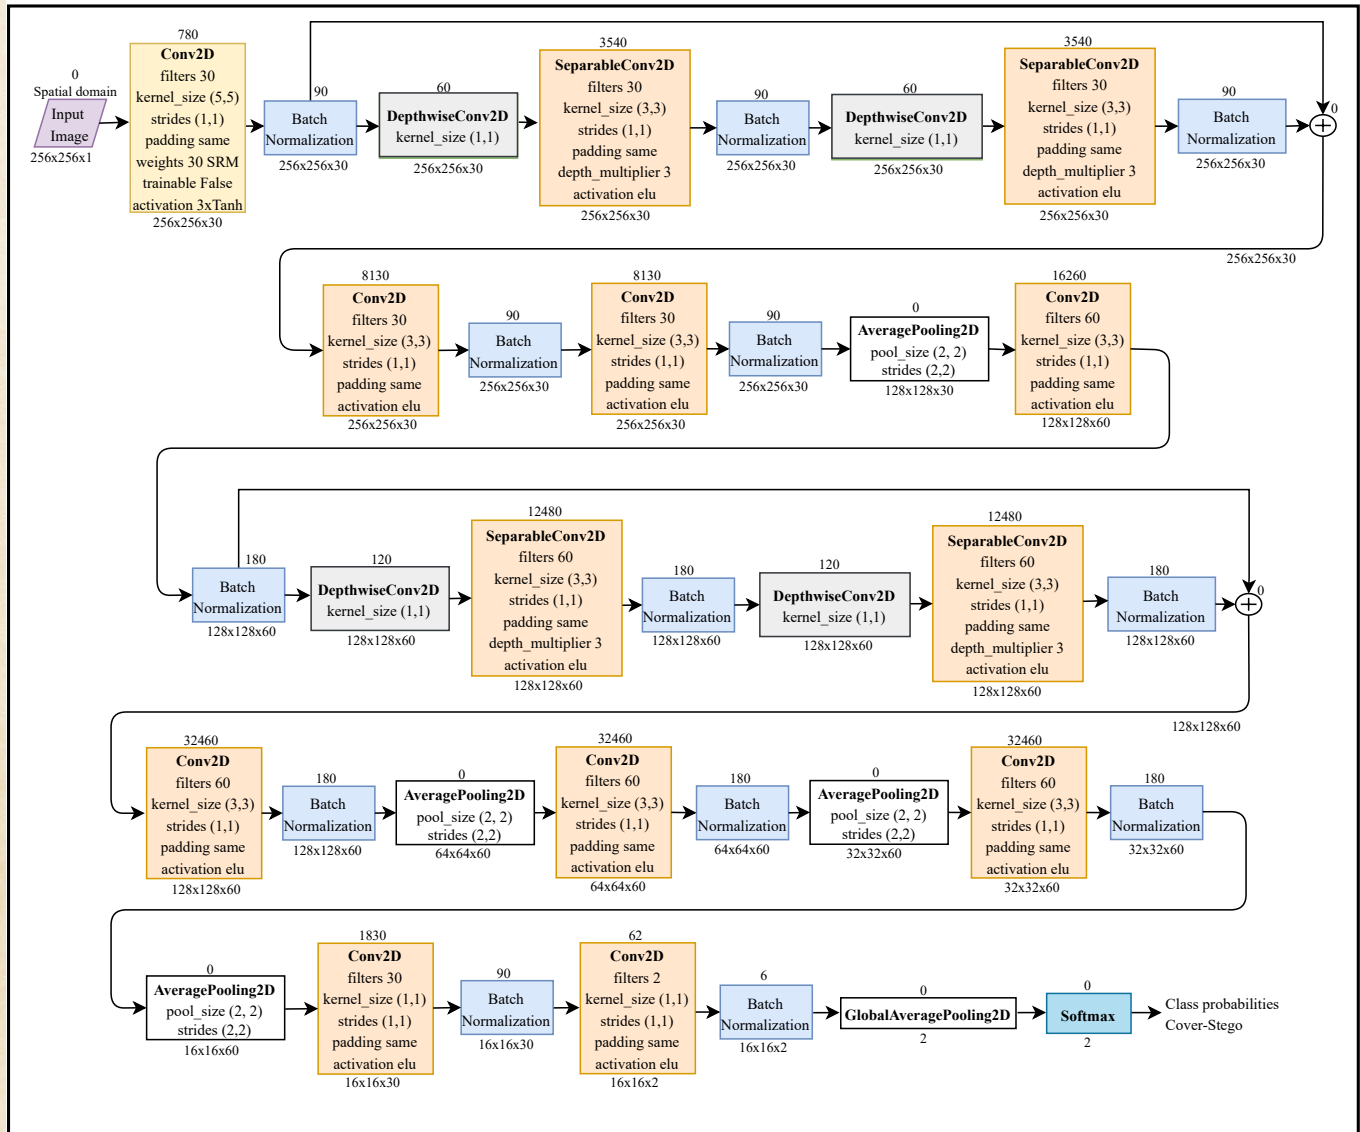 0
Spatial domain
Input
Image
256x256x1
780
Conv2D
filters 30
kernel_size (5,5)
strides (1,1)
padding same
weights 30 SRM
trainable False
activation 3xTanh
256x256x30
90
Batch
Normalization
256x256x30
60
DepthwiseConv2D
kernel_size (1,1)
256x256x30
3540
SeparableConv2D
filters 30
kernel_size (3,3)
strides (1,1)
padding same
depth_multiplier 3
activation elu
256x256x30
90
Batch
Normalization
256x256x30
60
DepthwiseConv2D
kernel_size (1,1)
256x256x30
3540
SeparableConv2D
filters 30
kernel_size (3,3)
strides (1,1)
padding same
depth_multiplier 3
activation elu
256x256x30
90
Batch
Normalization
256x256x30
0
256x256x30
8130
Conv2D
filters 30
kernel_size (3,3)
strides (1,1)
padding same
activation elu
256x256x30
90
Batch
Normalization
256x256x30
8130
Conv2D
filters 30
kernel_size (3,3)
strides (1,1)
padding same
activation elu
256x256x30
90
Batch
Normalization
256x256x30
0
AveragePooling2D
pool_size (2, 2)
strides (2,2)
128x128x30
16260
Conv2D
filters 60
kernel_size (3,3)
strides (1,1)
padding same
activation elu
128x128x60
180
Batch
Normalization
128x128x60
120
DepthwiseConv2D
kernel_size (1,1)
128x128x60
12480
SeparableConv2D
filters 60
kernel_size (3,3)
strides (1,1)
padding same
depth_multiplier 3
activation elu
128x128x60
180
Batch
Normalization
128x128x60
120
DepthwiseConv2D
kernel_size (1,1)
128x128x60
12480
SeparableConv2D
filters 60
kernel_size (3,3)
strides (1,1)
padding same
depth_multiplier 3
activation elu
128x128x60
180
Batch
Normalization
128x128x60
0
128x128x60
32460
Conv2D
filters 60
kernel_size (3,3)
strides (1,1)
padding same
activation elu
128x128x60
180
Batch
Normalization
128x128x60
0
AveragePooling2D
pool_size (2, 2)
strides (2,2)
64x64x60
32460
Conv2D
filters 60
kernel_size (3,3)
strides (1,1)
padding same
activation elu
64x64x60
180
Batch
Normalization
64x64x60
0
AveragePooling2D
pool_size (2, 2)
strides (2,2)
32x32x60
32460
Conv2D
filters 60
kernel_size (3,3)
strides (1,1)
padding same
activation elu
32x32x60
180
Batch
Normalization
32x32x60
0
AveragePooling2D
pool_size (2, 2)
strides (2,2)
16x16x60
1830
Conv2D
filters 30
kernel_size (1,1)
strides (1,1)
padding same
activation elu
16x16x30
90
Batch
Normalization
16x16x30
62
Conv2D
filters 2
kernel_size (1,1)
strides (1,1)
padding same
activation elu
16x16x2
6
Batch
Normalization
16x16x2
0
GlobalAveragePooling2D
2
0
Softmax
2
Class probabilities
Cover-Stego